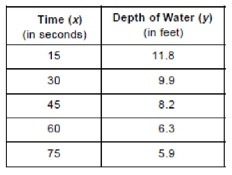 Time (x) Depth of Water (y)
(in seconds) (in feet)
15 11.8
30 9.9
45 8.2
60 6.3
75 5.9